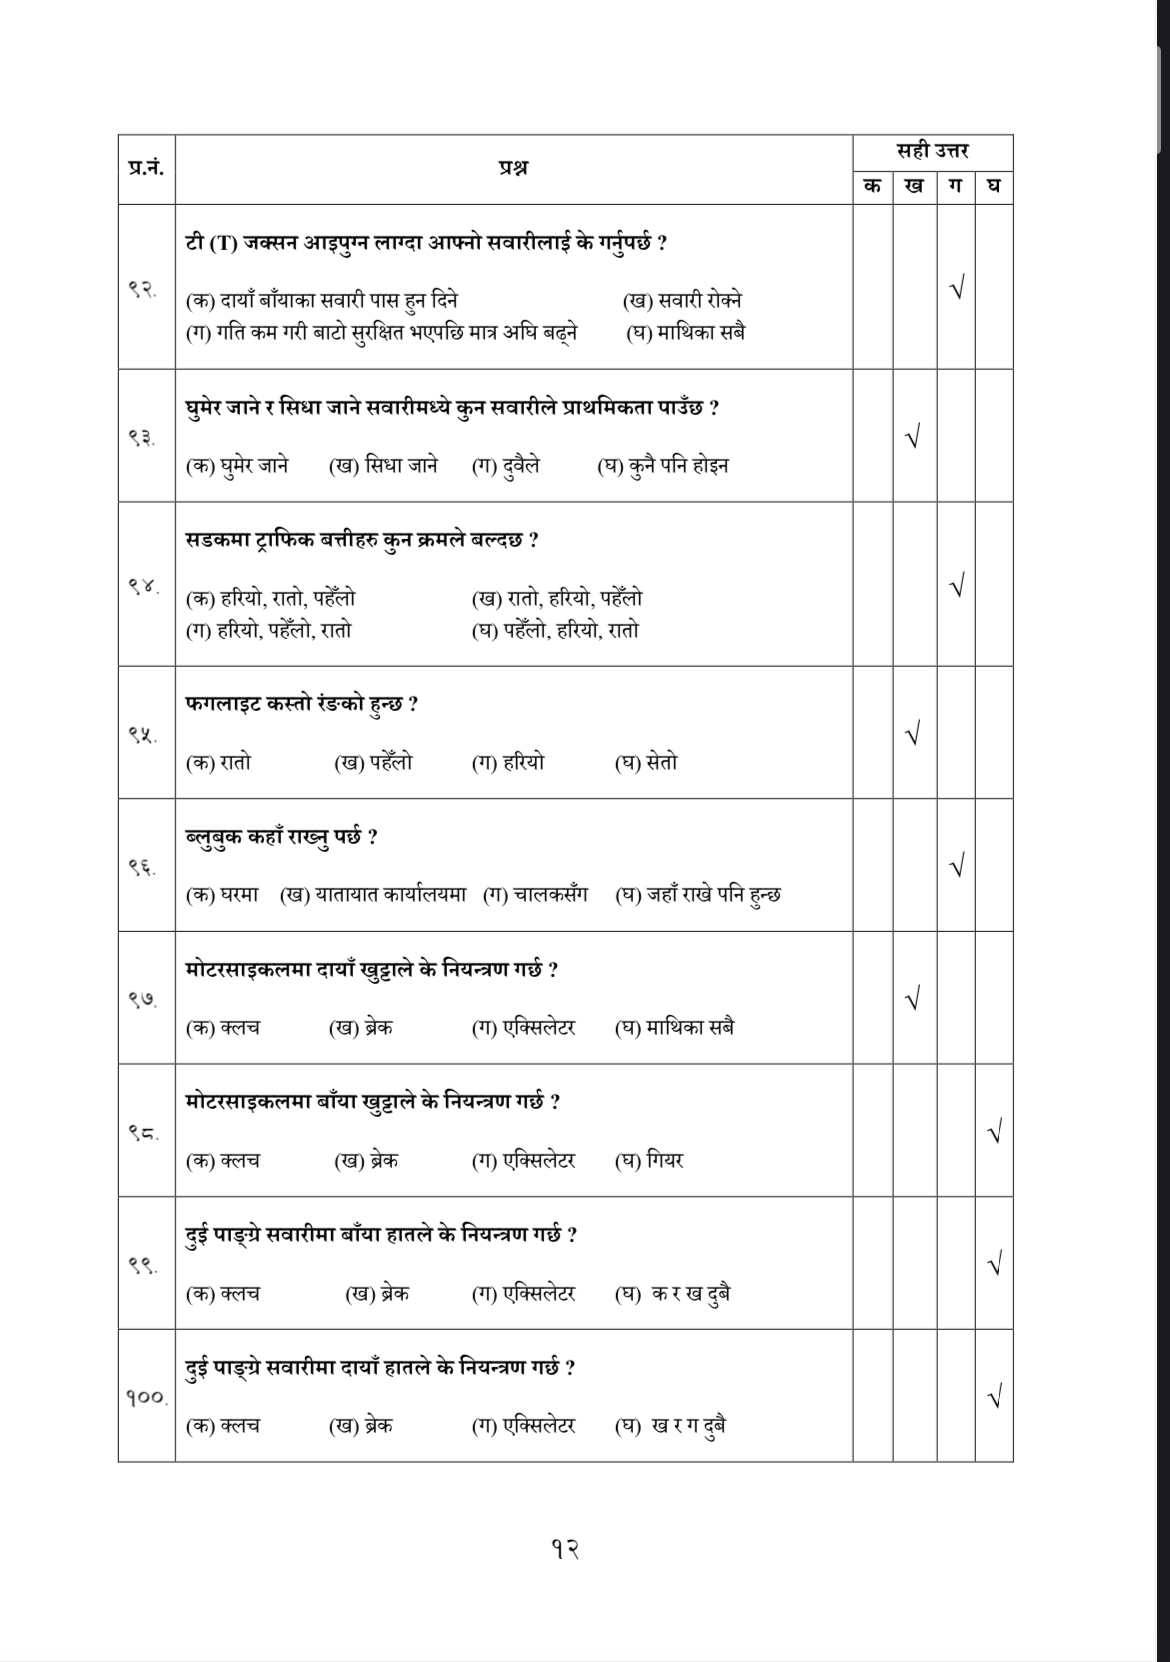 प्र.नं. प्रश्न सही उत्तर
क ख ग घ
टी (T) जक्सन आइपुग्न लाग्दा आफ्नो सवारीलाई के गर्नुपर्छ ?
९२. √
(क) दायाँ बाँयाका सवारी पास हुन दिने (ख) सवारी रोक्ने
(ग) गति कम गरी बाटो सुरक्षित भएपछि मात्र अघि बढ्ने (घ) माथिका सबै
घुमेर जाने र सिधा जाने सवारीमध्ये कुन सवारीले प्राथमिकता पाउँछ ?
९३. √
(क) घुमेर जाने (ख) सिधा जाने (ग) दुवैले (घ) कुनै पनि होइन
सडकमा ट्राफिक बत्तीहरु कुन क्रमले बल्दछ ?
९४. √
(क) हरियो, रातो, पहेँलो (ख) रातो, हरियो, पहेँलो
(ग) हरियो, पहेँलो, रातो (घ) पहेँलो, हरियो, रातो
फगलाइट कस्तो रंङको हुन्छ ?
९५. √
(क) रातो (ख) पहेँलो (ग) हरियो (घ) सेतो
ब्लुबुक कहाँ राख्नु पर्छ ?
९६. √
(क) घरमा (ख) यातायात कार्यालयमा (ग) चालकसँग (घ) जहाँ राखे पनि हुन्छ
मोटरसाइकलमा दायाँ खुट्टाले के नियन्त्रण गर्छ ?
९७. √
(क) क्लच (ख) ब्रेक (ग) एक्सिलेटर (घ) माथिका सबै
मोटरसाइकलमा बाँया खुट्टाले के नियन्त्रण गर्छ ?
९८. √
(क) क्लच (ख) ब्रेक (ग) एक्सिलेटर (घ) गियर
दुई पाङ्ग्रे सवारीमा बाँया हातले के नियन्त्रण गर्छ ?
९९. √
(क) क्लच (ख) ब्रेक (ग) एक्सिलेटर (घ) क र ख दुबै
दुई पाङ्ग्रे सवारीमा दायाँ हातले के नियन्त्रण गर्छ ?
१००. √
(क) क्लच (ख) ब्रेक (ग) एक्सिलेटर (घ) ख र ग दुबै
१२